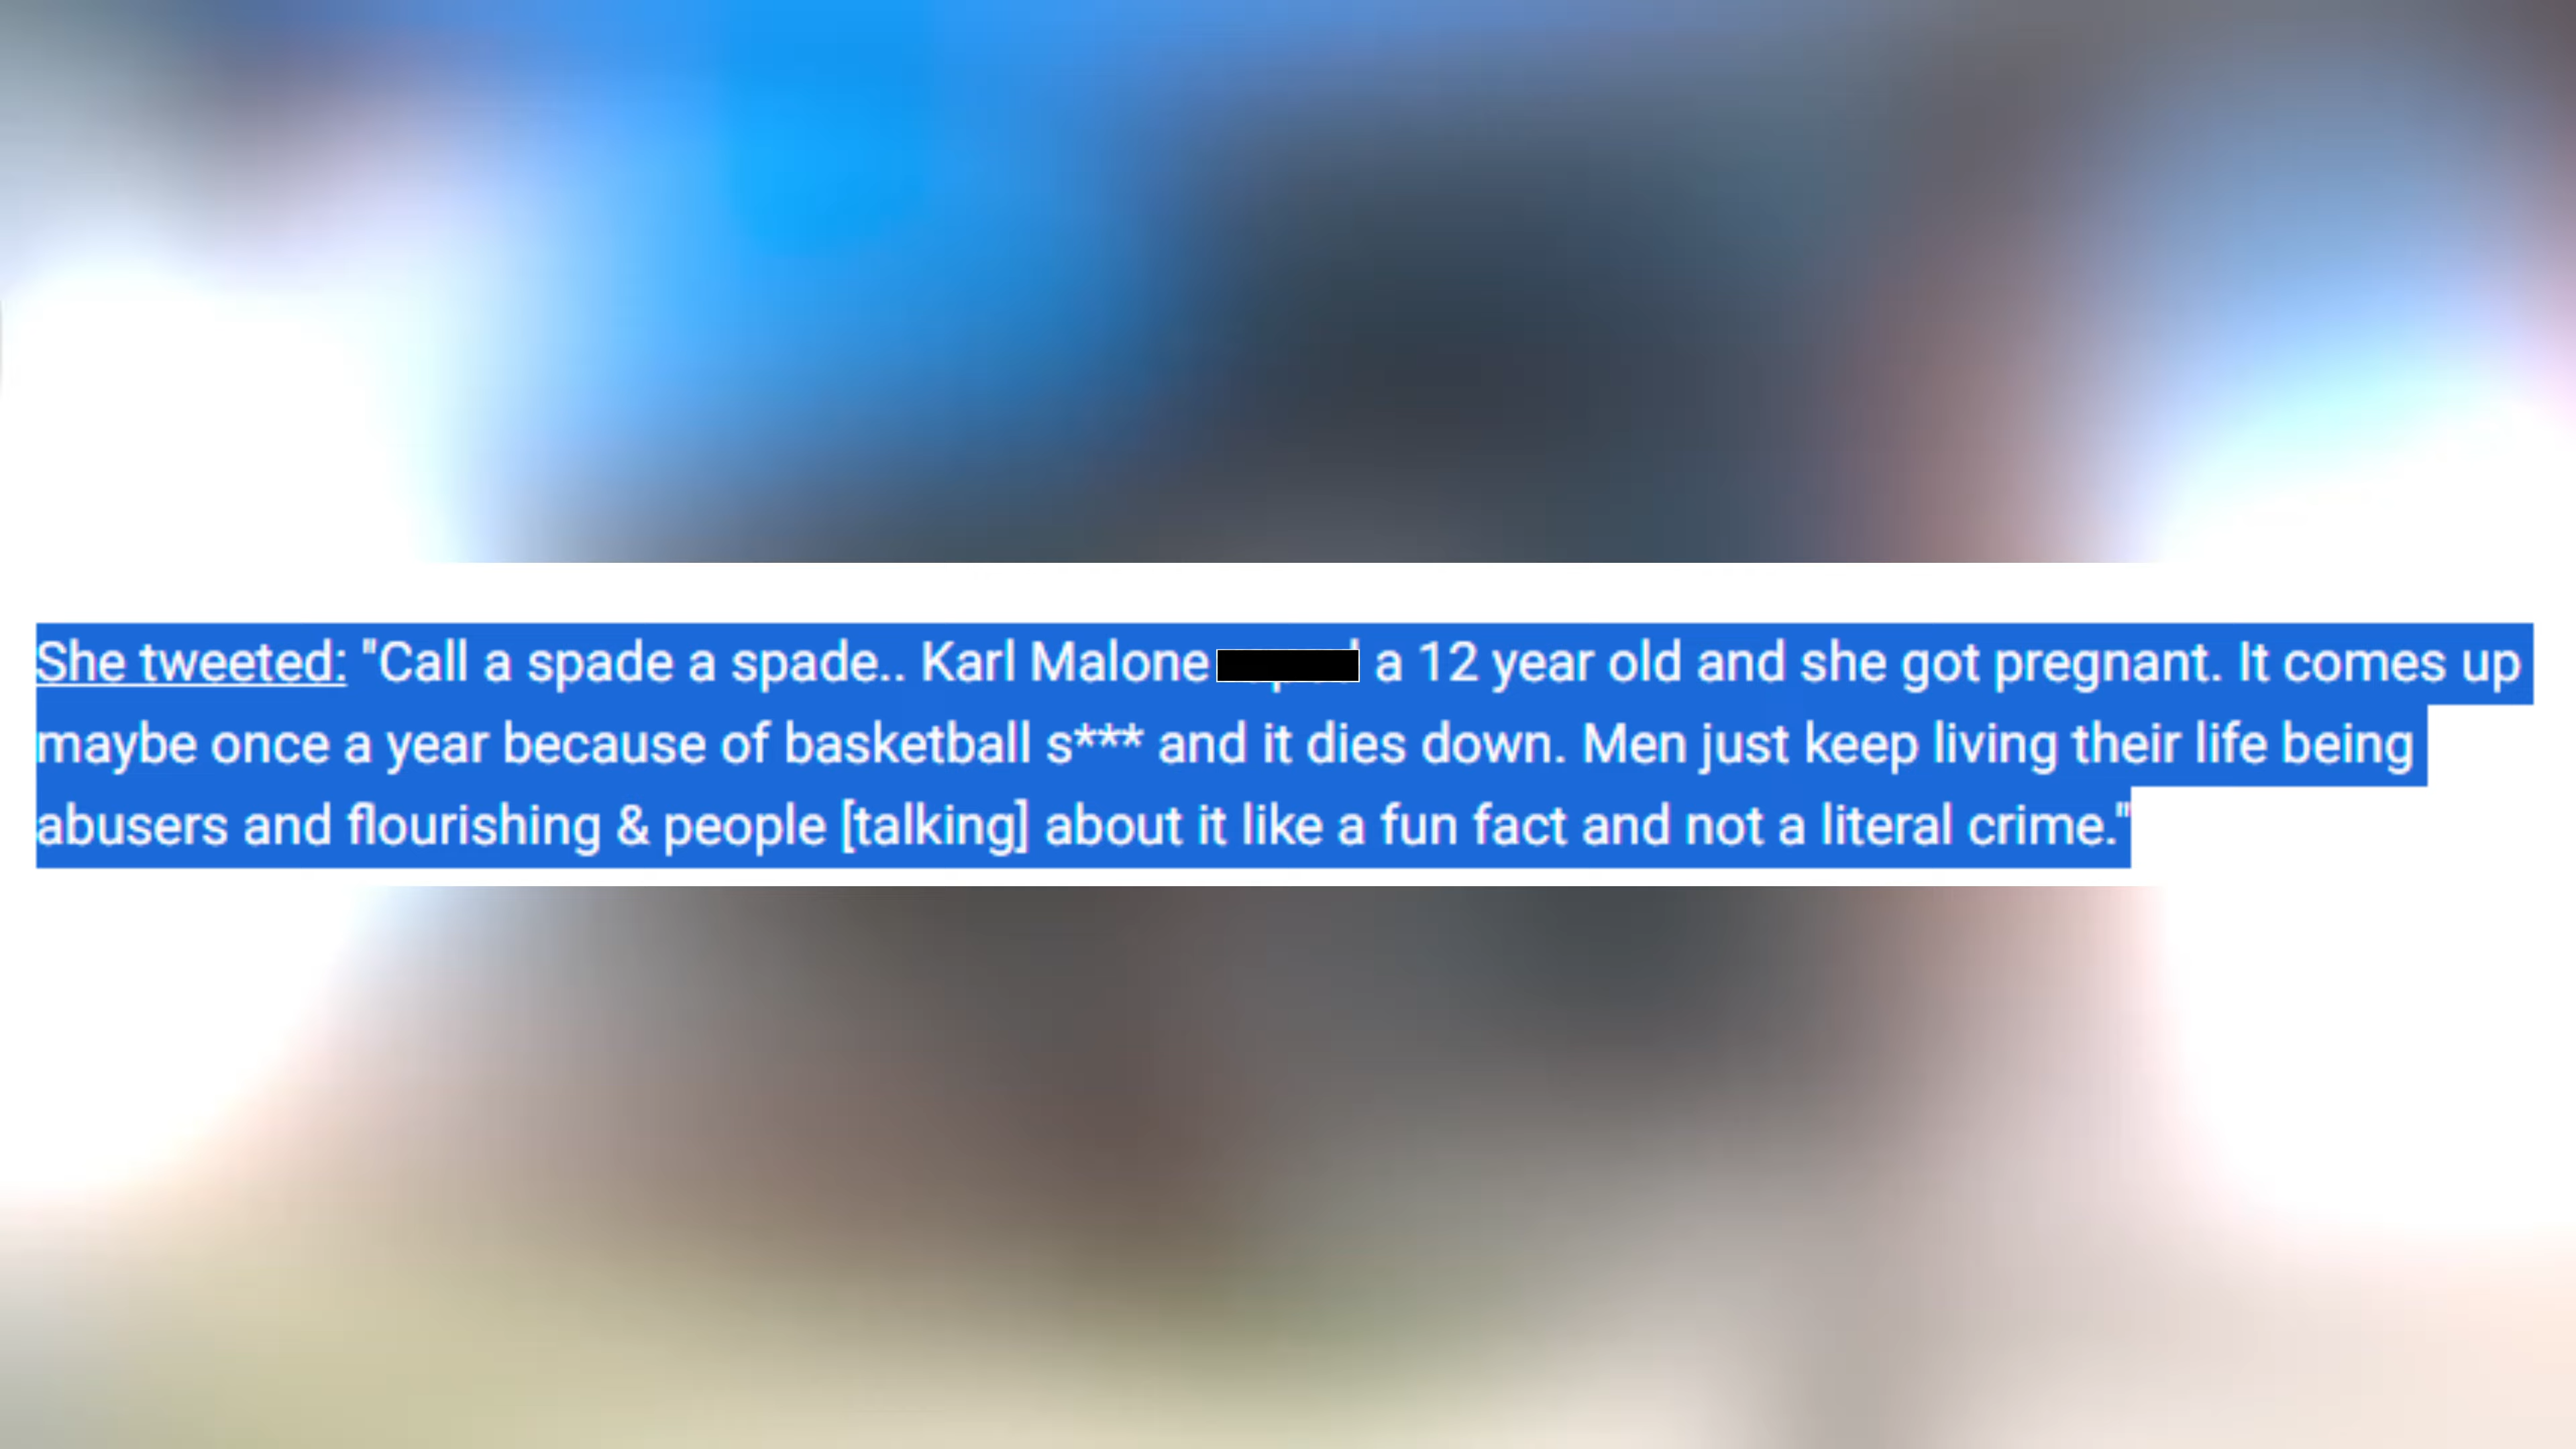 She tweeted: "Call a spade a spade.. Karl Malone a 12 year old and she got pregnant. It comes up
maybe once a year because of basketball s*** and it dies down. Men just keep living their life being
abusers and flourishing & people [talking] about it like a fun fact and not a literal crime."